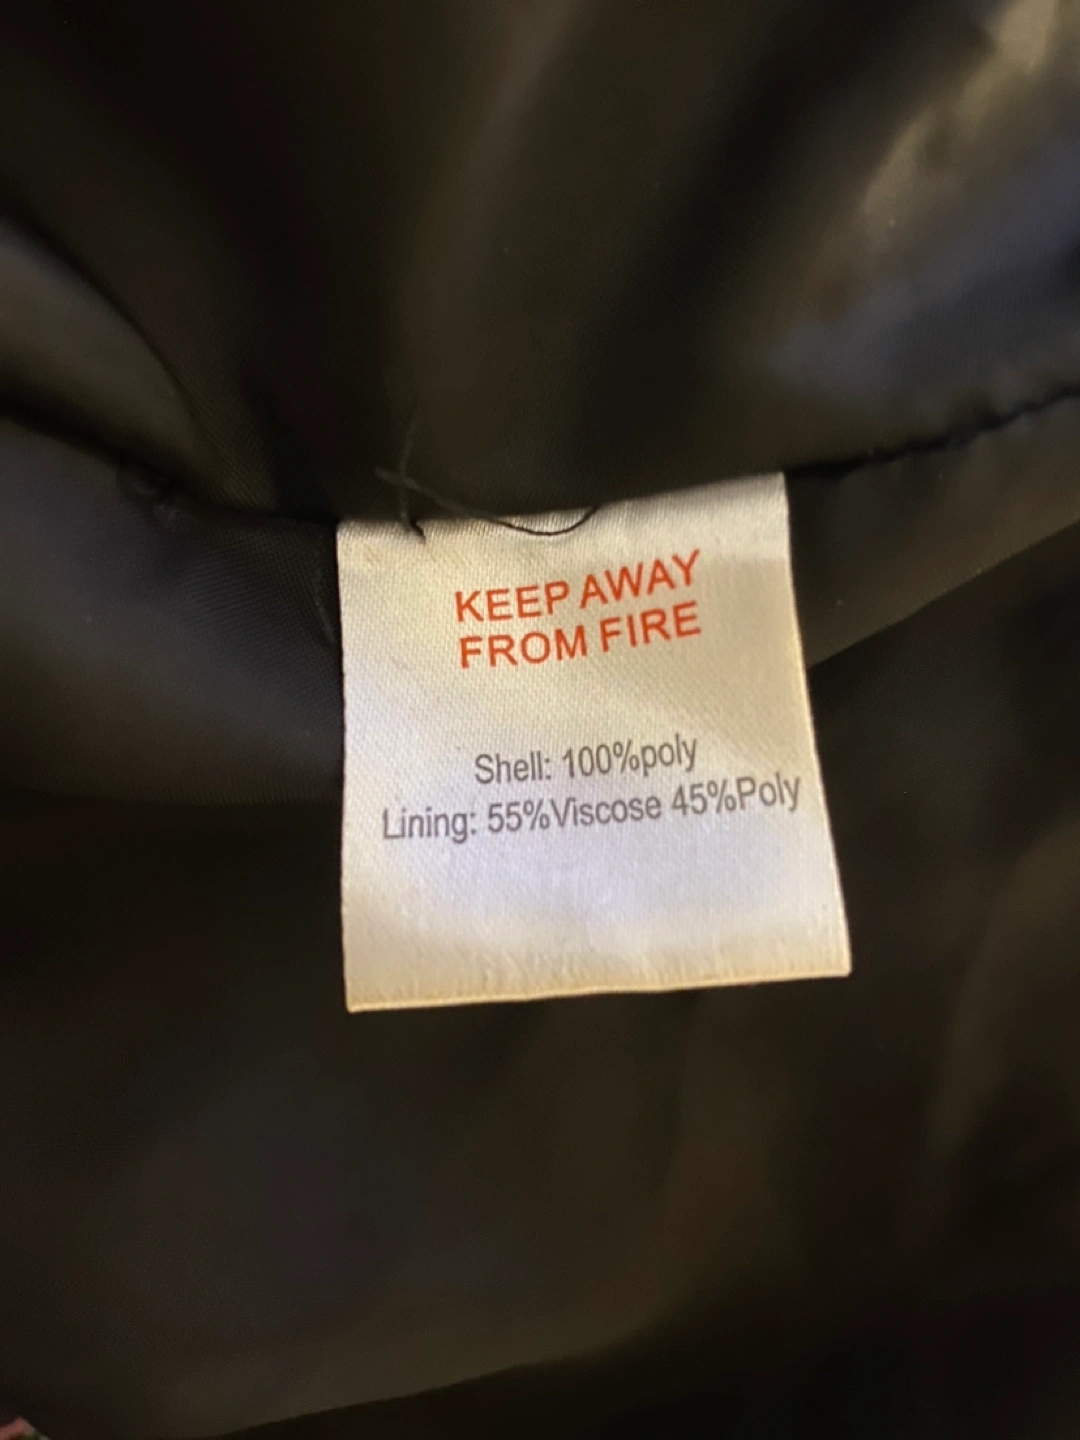 KEEP AWAY
FROM FIRE
Shell: 100%poly
Lining: 55%Viscose 45%Poly